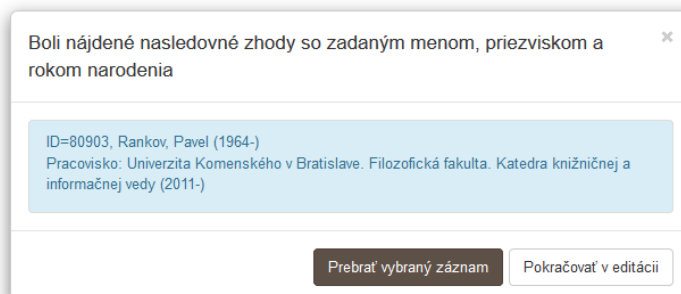 Boli nájdené nasledovné zhody so zadaným menom, priezviskom a
rokom narodenia
×
ID=80903, Rankov, Pavel (1964-)
Pracovisko: Univerzita Komenského v Bratislave. Filozofická fakulta. Katedra knižničnej a
informačnej vedy (2011-)
Prebrať vybraný záznam
Pokračovať v editácii